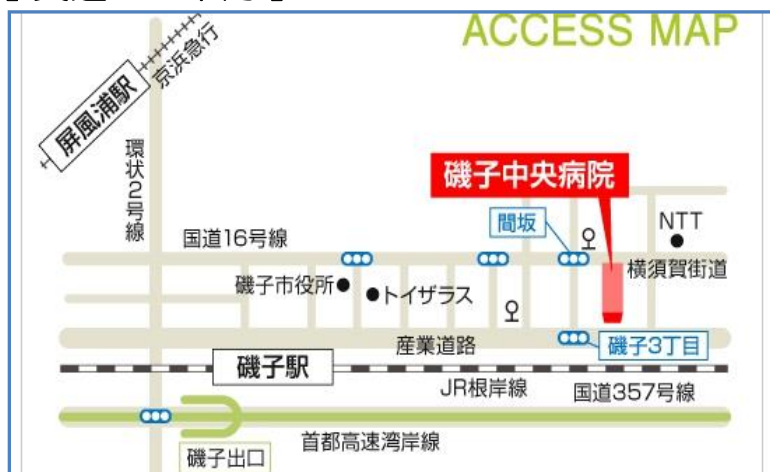 ACCESS MAP
京浜急行
屏風浦駅
環状2号線
磯子中央病院
間坂
NTT
国道16号線
横須賀街道
磯子市役所
トイザラス
産業道路
磯子3丁目
磯子駅
JR根岸線
国道357号線
首都高速湾岸線
磯子出口